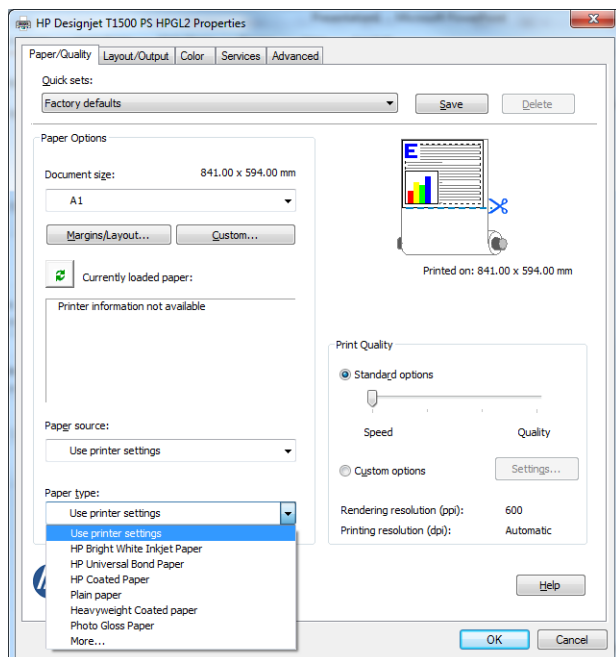 HP Designjet T1500 PS HPGL2 Properties
Paper/Quality Layout/Output Color Services Advanced
Quick sets:
Factory defaults
Save
Delete
Paper Options
Document size: 841.00 x 594.00 mm
A1
Margins/Layout...
Custom...
Currently loaded paper:
Printer information not available
Paper source:
Use printer settings
Paper type:
Use printer settings
Use printer settings
HP Bright White Inkjet Paper
HP Universal Bond Paper
HP Coated Paper
Plain paper
Heavyweight Coated paper
Photo Gloss Paper
More...
E
Printed on: 841.00 x 594.00 mm
Print Quality
Standard options
Speed Quality
Custom options
Settings...
Rendering resolution (ppi): 600
Printing resolution (dpi): Automatic
Help
OK
Cancel